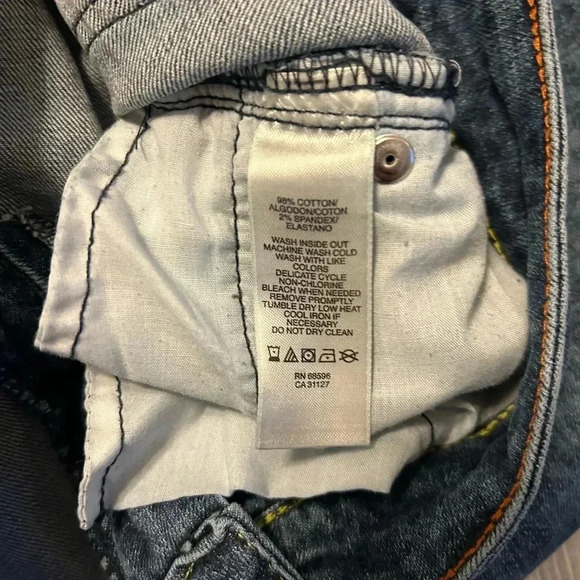 98% COTTON/
ALGODON/COTON
2% SPANDEX/
ELASTANO
WASH INSIDE OUT
MACHINE WASH COLD
WASH WITH LIKE
COLORS
DELICATE CYCLE
NON-CHLORINE
BLEACH WHEN NEEDED
REMOVE PROMPTLY
TUMBLE DRY LOW HEAT
COOL IRON IF
NECESSARY
DO NOT DRY CLEAN
RN 68596
CA 31127